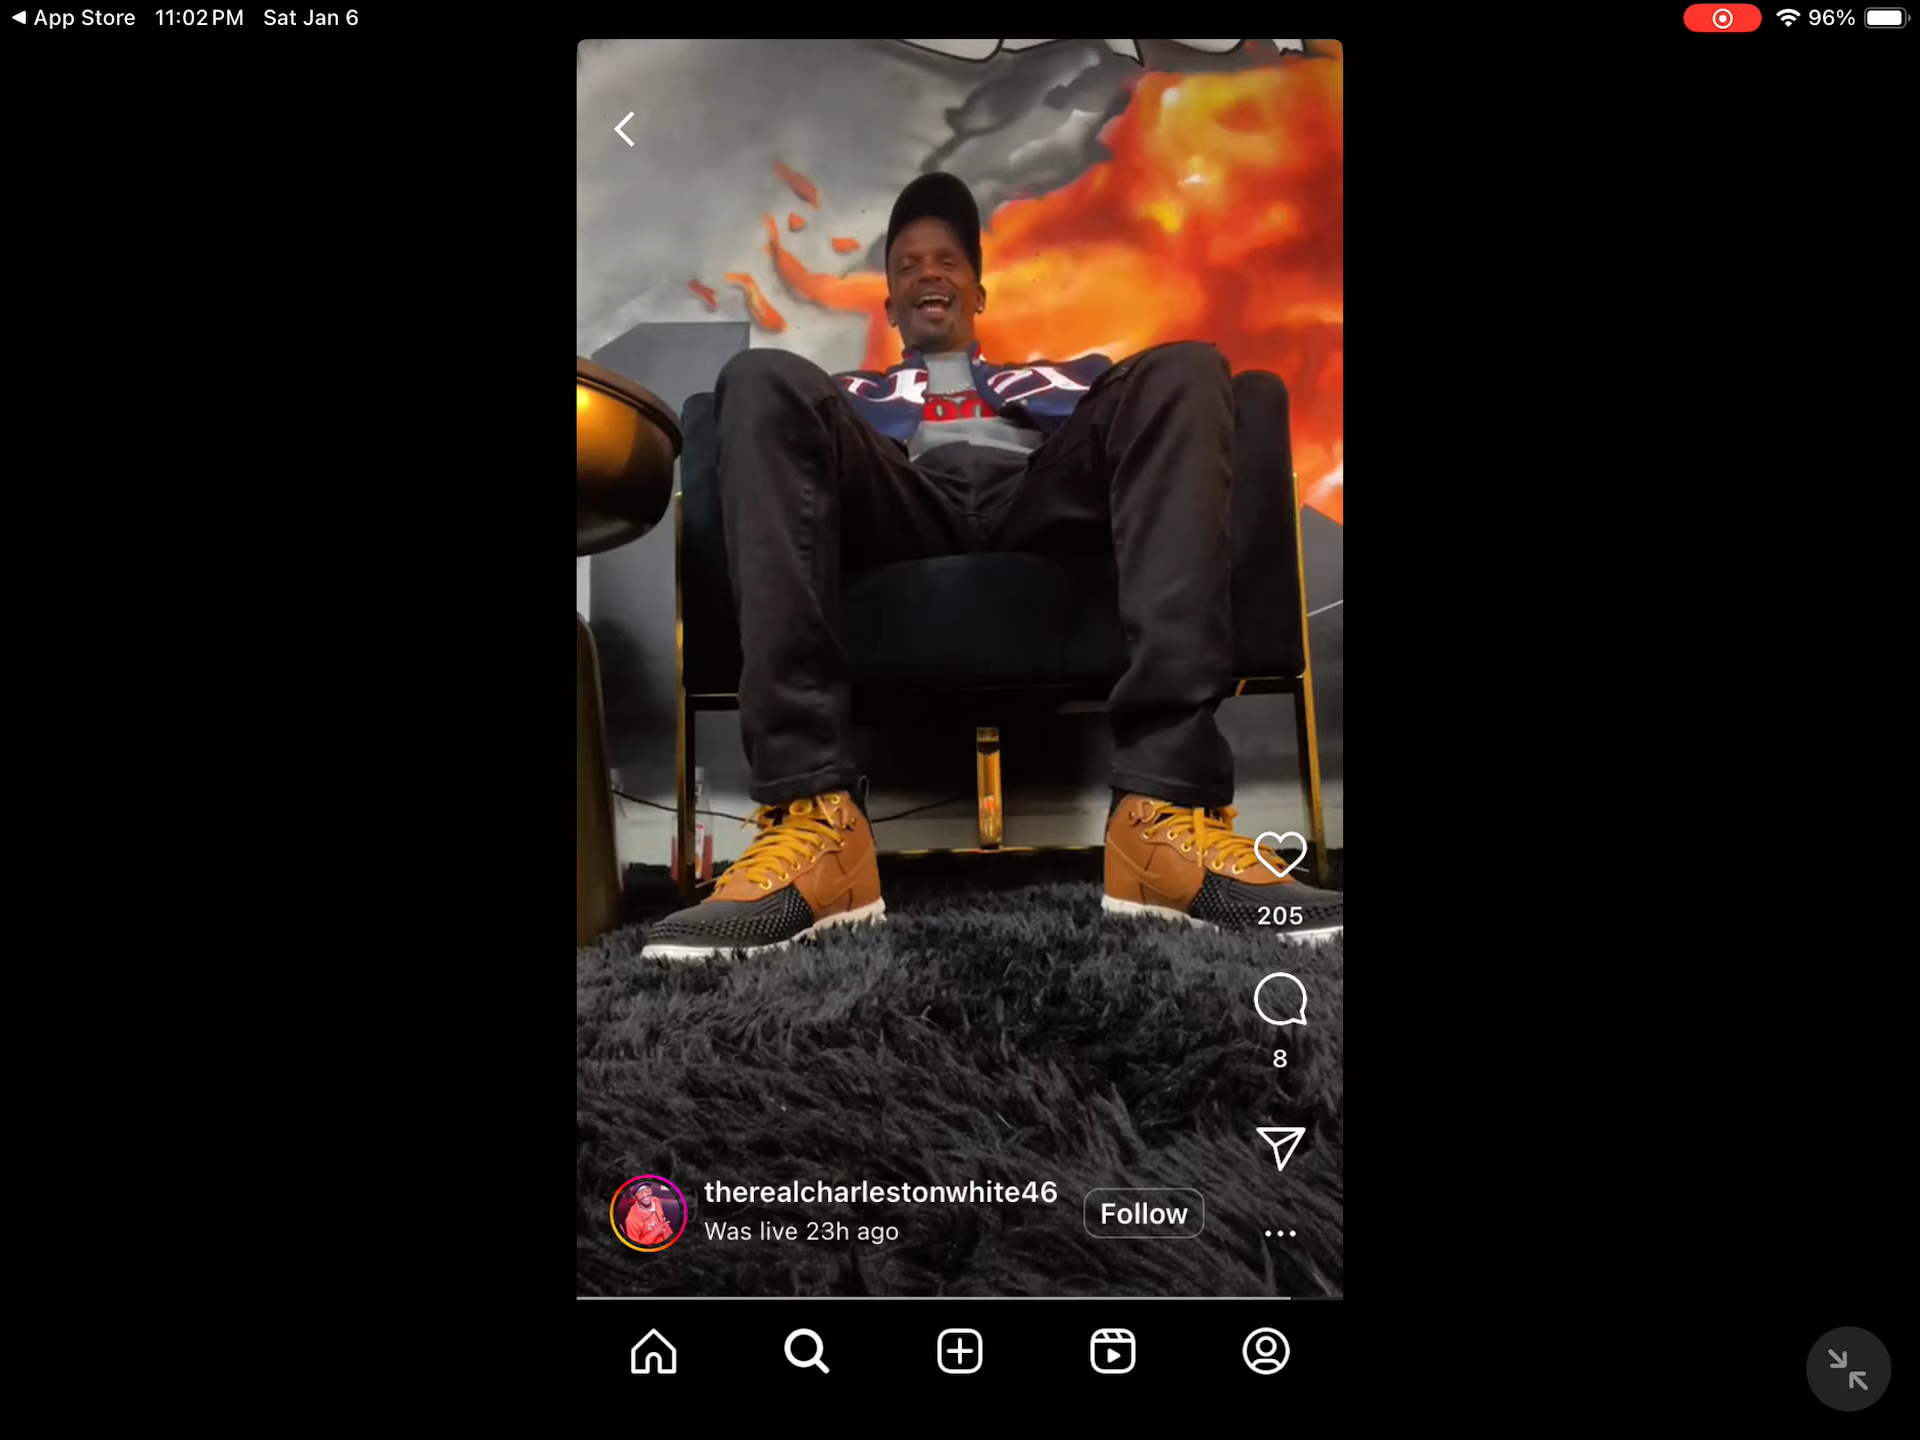 App Store 11:02 PM Sat Jan 6
96%
205
8
therealcharlestonwhite46
Was live 23h ago
Follow